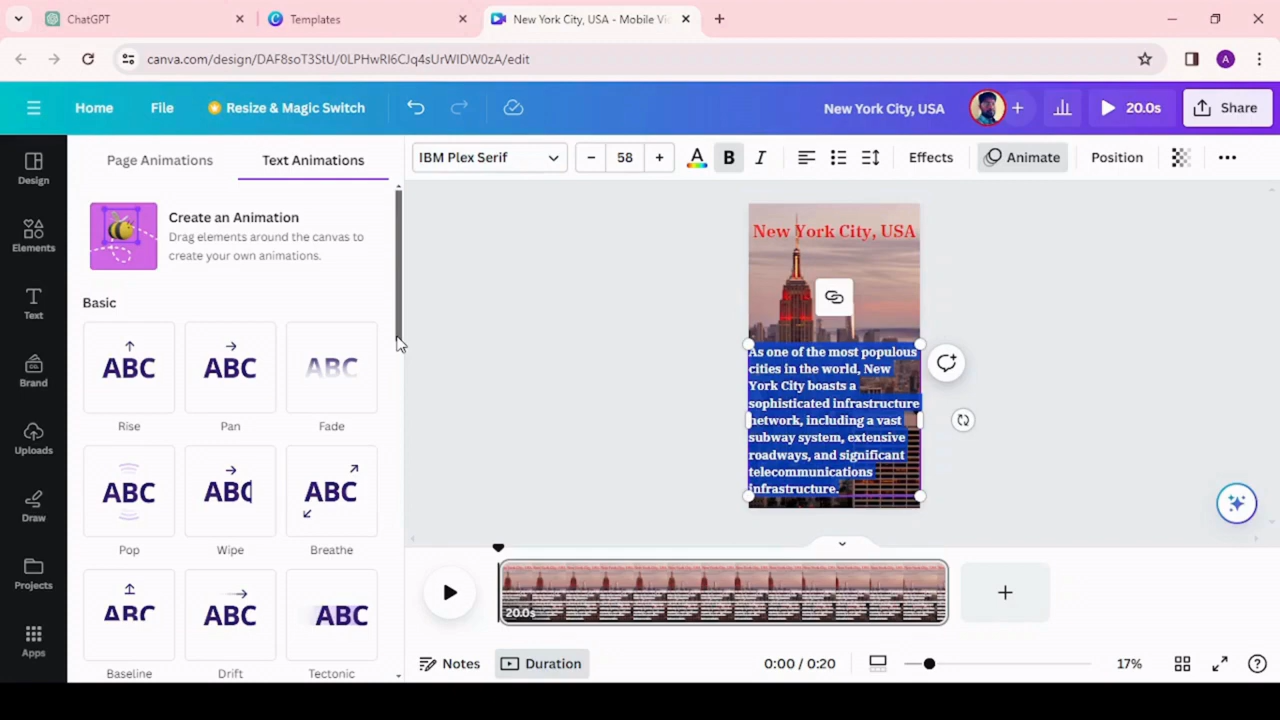 ChatGPT
Templates
New York City, USA - Mobile Vi
canva.com/design/DAF8soT3StU/0LPHwRI6CJq4sUrWIDW0zA/edit
A
Home
File
Resize & Magic Switch
New York City, USA
20.0s
Share
Design
Elements
Text
Brand
Uploads
Draw
Projects
Apps
Page Animations
Text Animations
Create an Animation
Drag elements around the canvas to
create your own animations.
Basic
ABC
ABC
ABC
Rise
Pan
Fade
ABC
ABC
ABC
Pop
Wipe
Breathe
ABC
ABC
ABC
Baseline
Drift
Tectonic
IBM Plex Serif
58
A
B
I
Effects
Animate
Position
New York City, USA
As one of the most populous
cities in the world, New
York City boasts a
sophisticated infrastructure
network, including a vast
subway system, extensive
roadways, and significant
telecommunications
infrastructure.
20.0s
Notes
Duration
0:00 / 0:20
17%